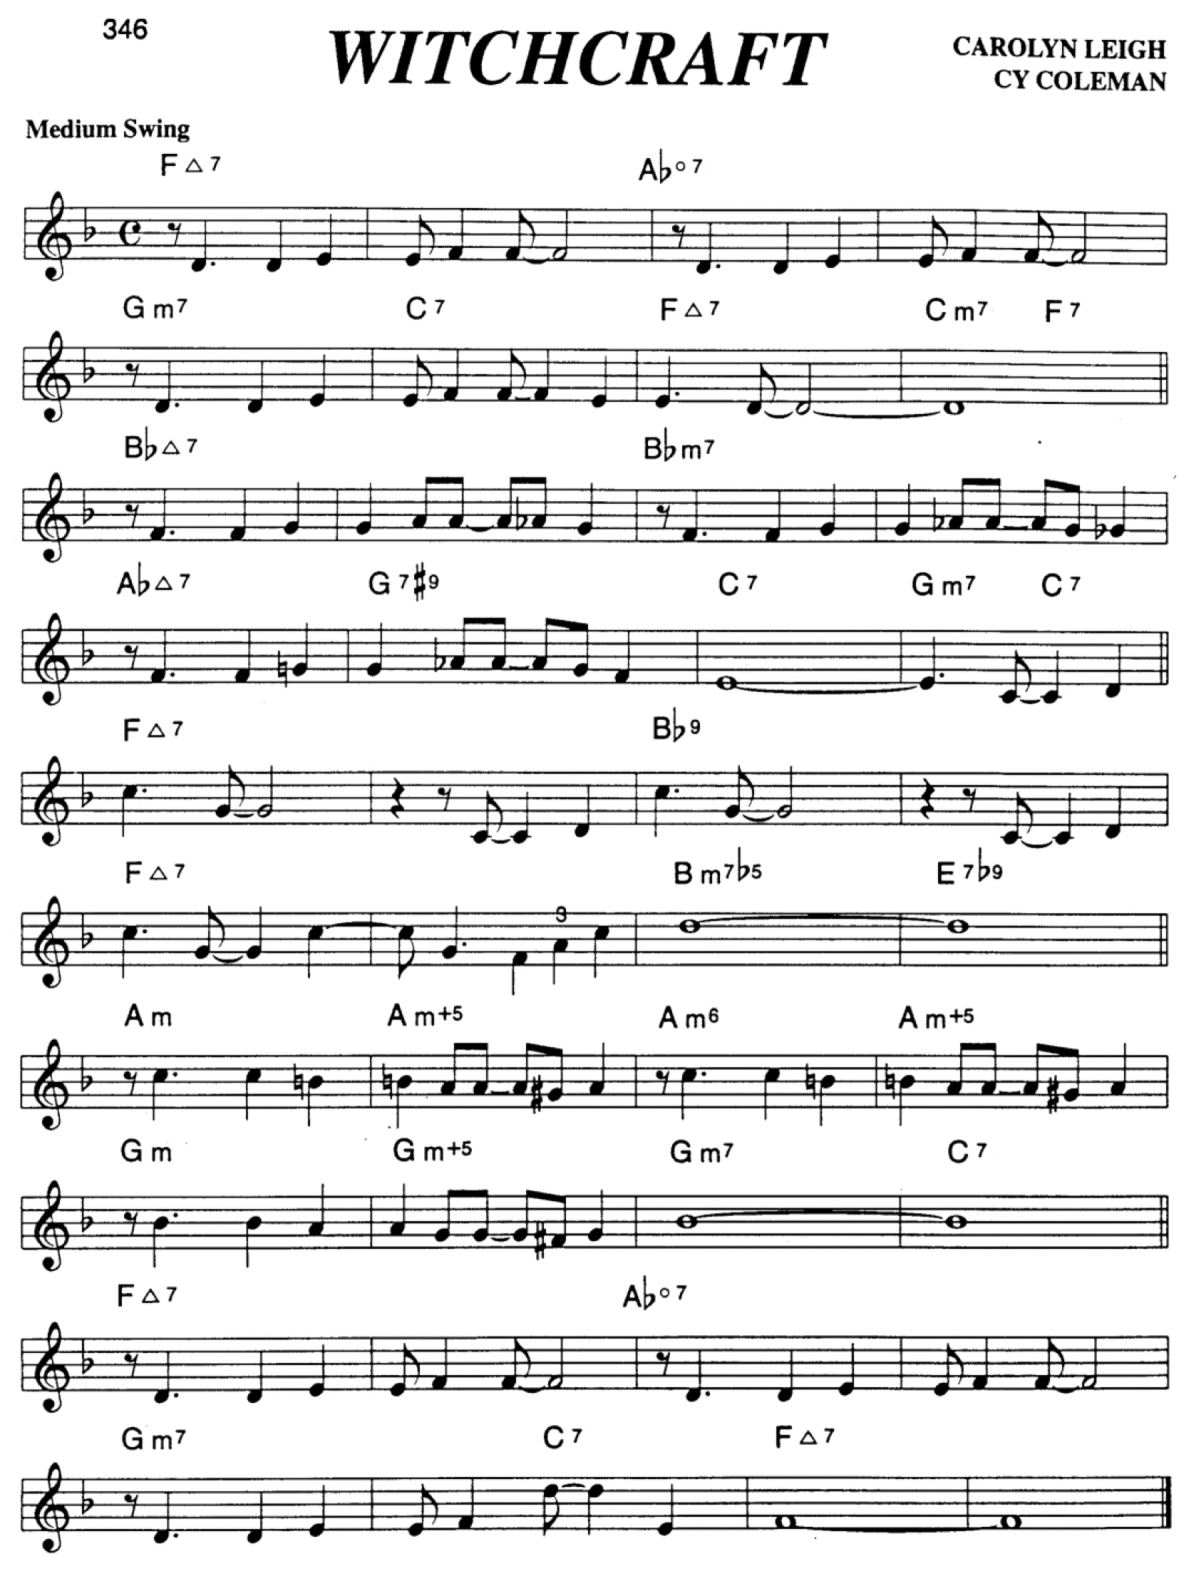 346
WITCHCRAFT
CAROLYN LEIGH
CY COLEMAN
Medium Swing
F△7 A♭○7
Gm7 C7 F△7 Cm7 F7
B♭△7 B♭m7
A♭△7 G7♯9 C7 Gm7 C7
F△7 B♭9
F△7 Bm7♭5 E7♭9
3
Am Am+5 Am6 Am+5
Gm Gm+5 Gm7 C7
F△7 A♭○7
Gm7 C7 F△7